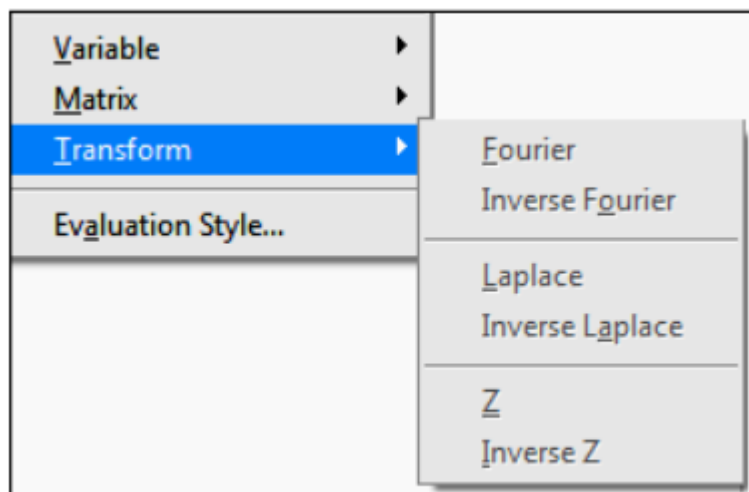 Variable
Matrix
Transform
Evaluation Style...
Fourier
Inverse Fourier
Laplace
Inverse Laplace
Z
Inverse Z